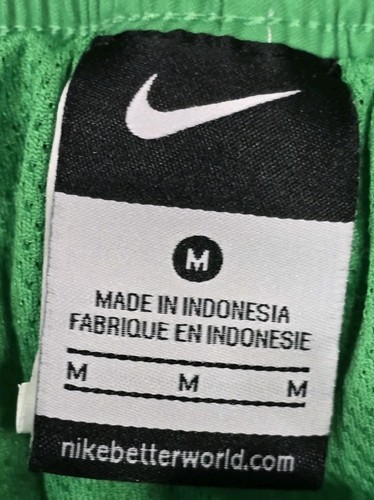 M
MADE IN INDONESIA
FABRIQUE EN INDONESIE
M M M
nikebetterworld.com